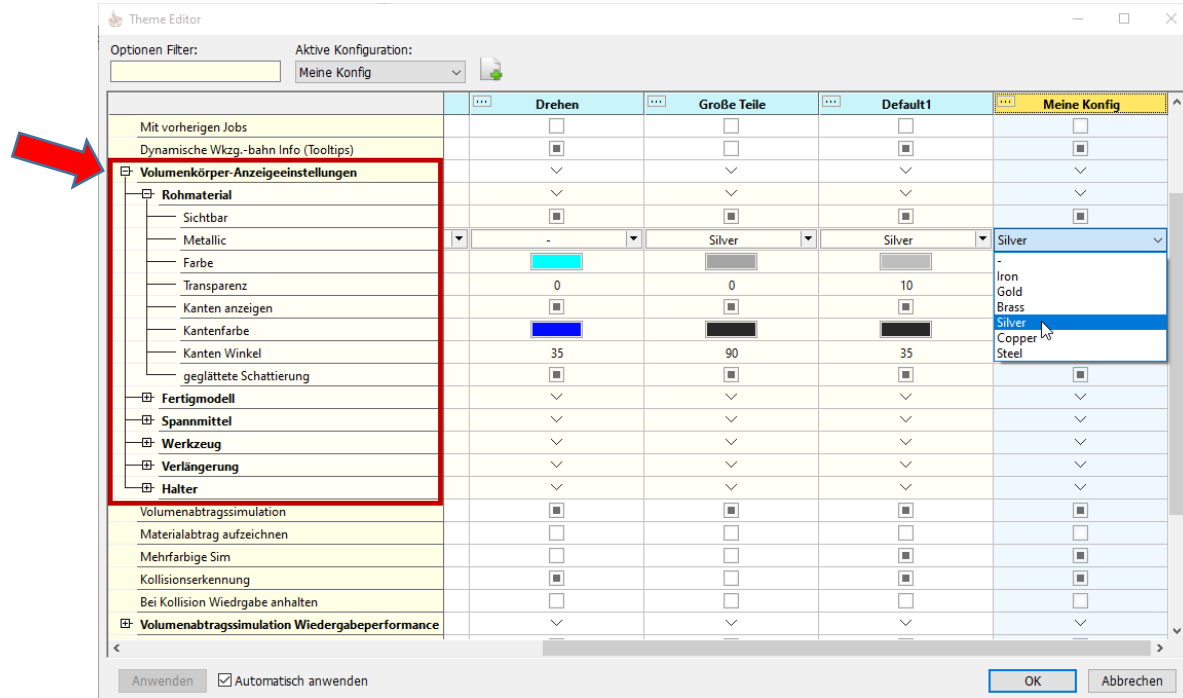 Theme Editor
Optionen Filter: Aktive Konfiguration:
Meine Konfig
Drehen Große Teile Default1 Meine Konfig
Mit vorherigen Jobs
Dynamische Wkzg.-bahn Info (Tooltips)
Volumenkörper-Anzeigeeinstellungen
Rohmaterial
Sichtbar
Metallic - Silver Silver Silver
Farbe -
Transparenz 0 0 10 Iron
Gold
Kanten anzeigen Brass
Kantenfarbe Silver
Copper
Kanten Winkel 35 90 35 Steel
geglättete Schattierung
Fertigmodell
Spannmittel
Werkzeug
Verlängerung
Halter
Volumenabtragssimulation
Materialabtrag aufzeichnen
Mehrfarbige Sim
Kollisionserkennung
Bei Kollision Wiedrgabe anhalten
Volumenabtragssimulation Wiedergabeperformance
Anwenden Automatisch anwenden OK Abbrechen